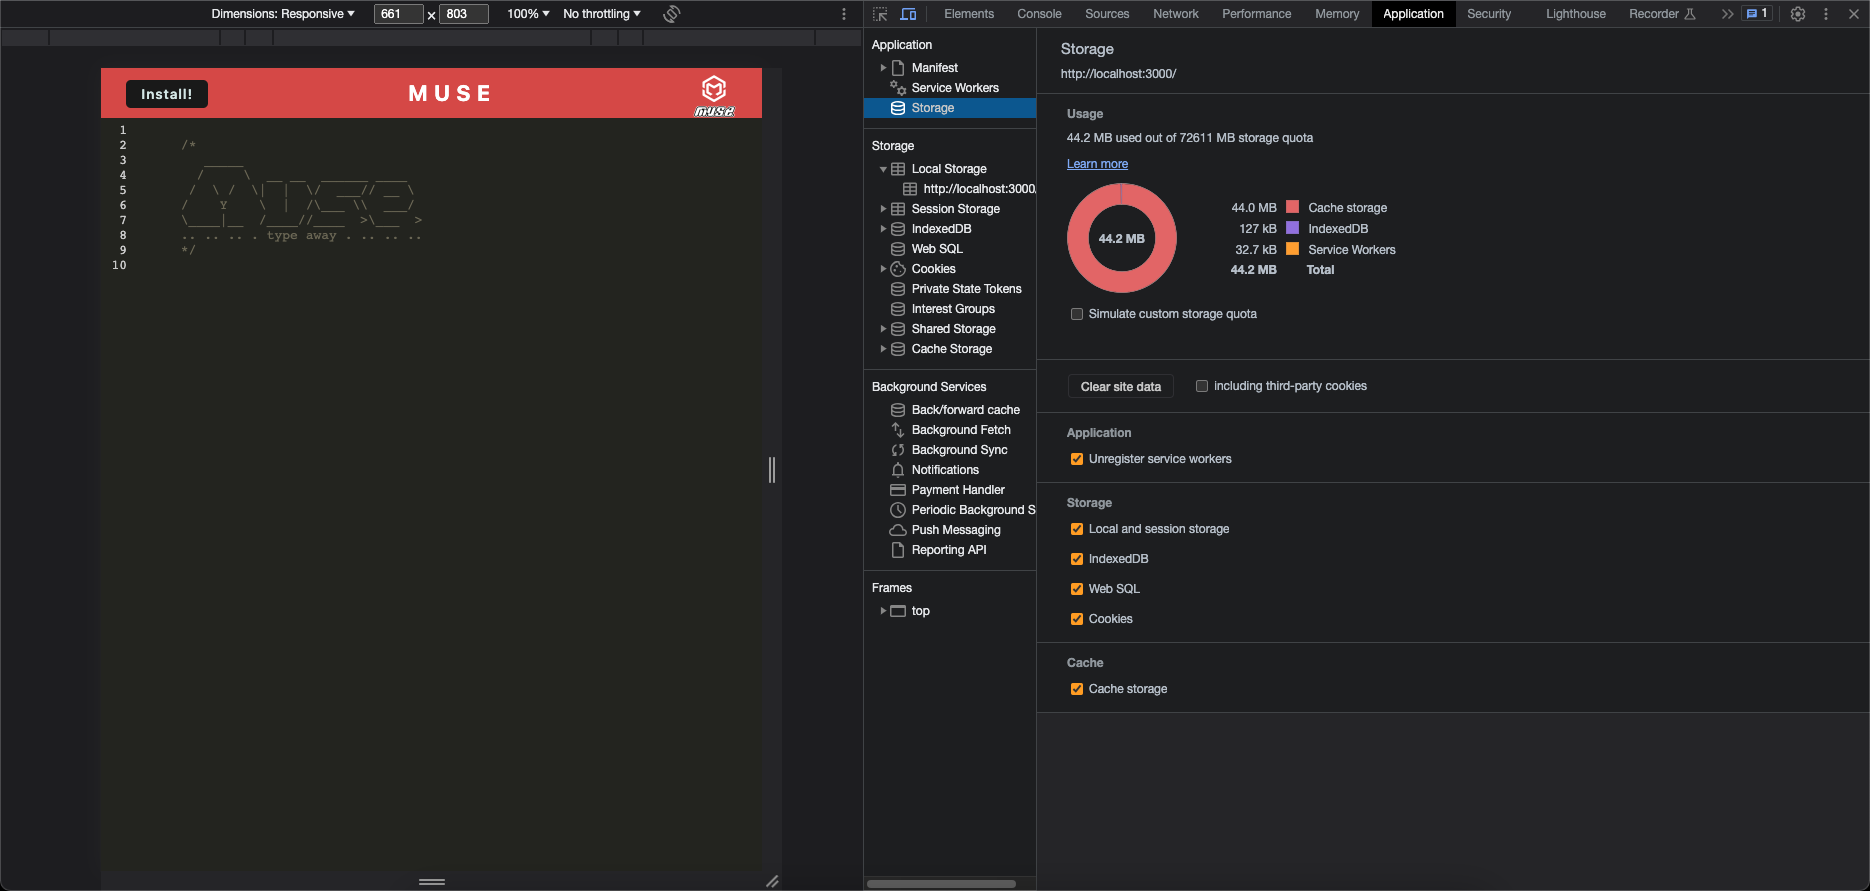 Dimensions: Responsive
661 x 803
100%
No throttling
Install!
MUSE
muse
1
2 /*
3
4
5
6
7
8 .. .. .. . type away . .. .. ..
9 */
10
Elements
Console
Sources
Network
Performance
Memory
Application
Security
Lighthouse
Recorder
1
Application
Manifest
Service Workers
Storage
Storage
Local Storage
http://localhost:3000/
Session Storage
IndexedDB
Web SQL
Cookies
Private State Tokens
Interest Groups
Shared Storage
Cache Storage
Background Services
Back/forward cache
Background Fetch
Background Sync
Notifications
Payment Handler
Periodic Background S
Push Messaging
Reporting API
Frames
top
Storage
http://localhost:3000/
Usage
44.2 MB used out of 72611 MB storage quota
Learn more
44.2 MB
44.0 MB Cache storage
127 kB IndexedDB
32.7 kB Service Workers
44.2 MB Total
Simulate custom storage quota
Clear site data
including third-party cookies
Application
Unregister service workers
Storage
Local and session storage
IndexedDB
Web SQL
Cookies
Cache
Cache storage